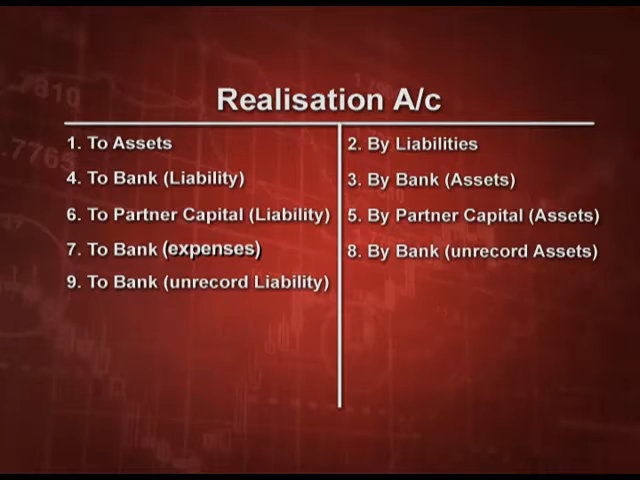 7810
.7765
Realisation A/c
1. To Assets
2. By Liabilities
4. To Bank (Liability)
3. By Bank (Assets)
6. To Partner Capital (Liability)
5. By Partner Capital (Assets)
7. To Bank (expenses)
8. By Bank (unrecord Assets)
9. To Bank (unrecord Liability)